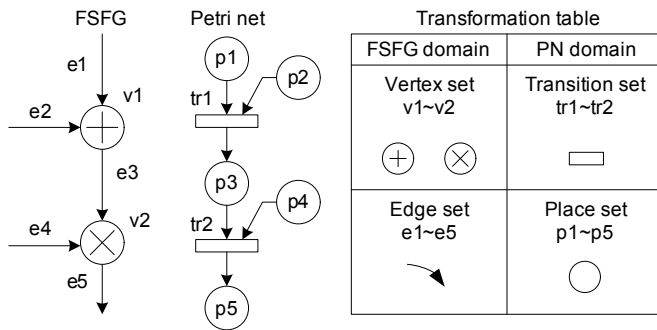 FSFG
Petri net
Transformation table
e1
v1
e2
e3
e4
v2
e5
p1
p2
tr1
p3
tr2
p4
p5
FSFG domain
PN domain
Vertex set
v1~v2
Transition set
tr1~tr2
Edge set
e1~e5
Place set
p1~p5